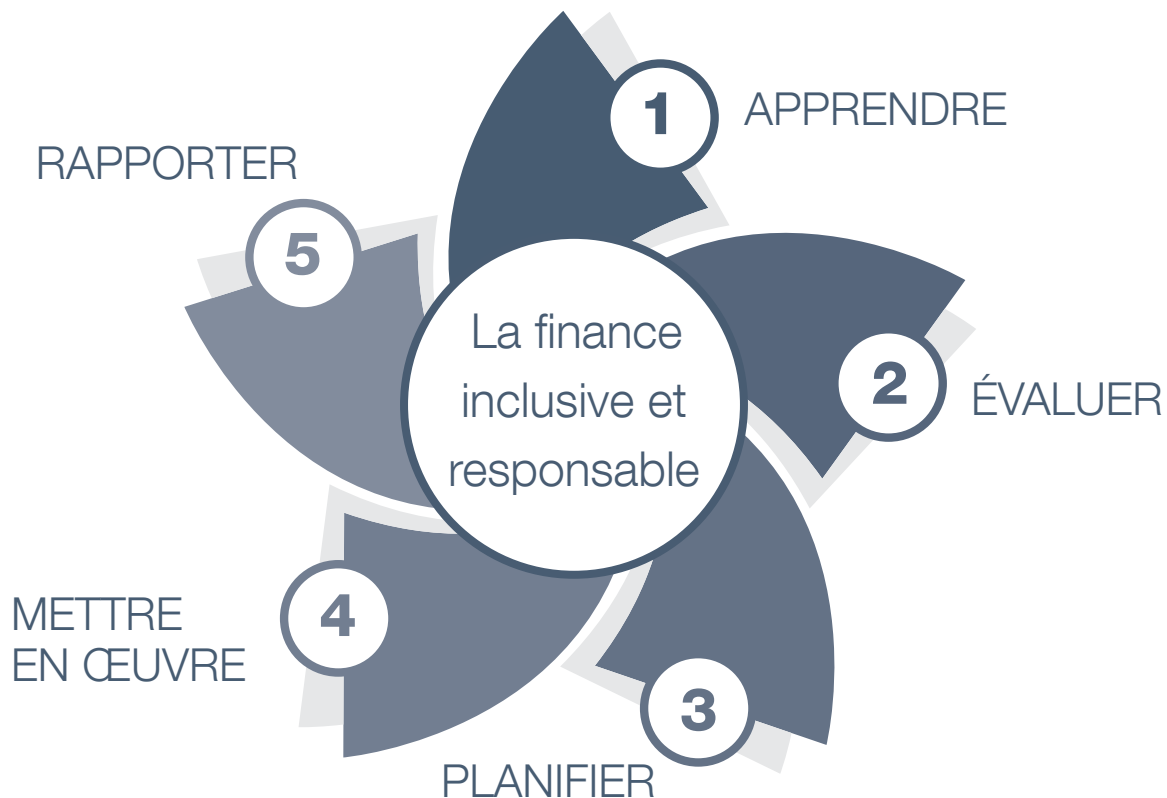 1
APPRENDRE
2
ÉVALUER
3
PLANIFIER
4
METTRE
EN ŒUVRE
5
RAPPORTER
La finance
inclusive et
responsable